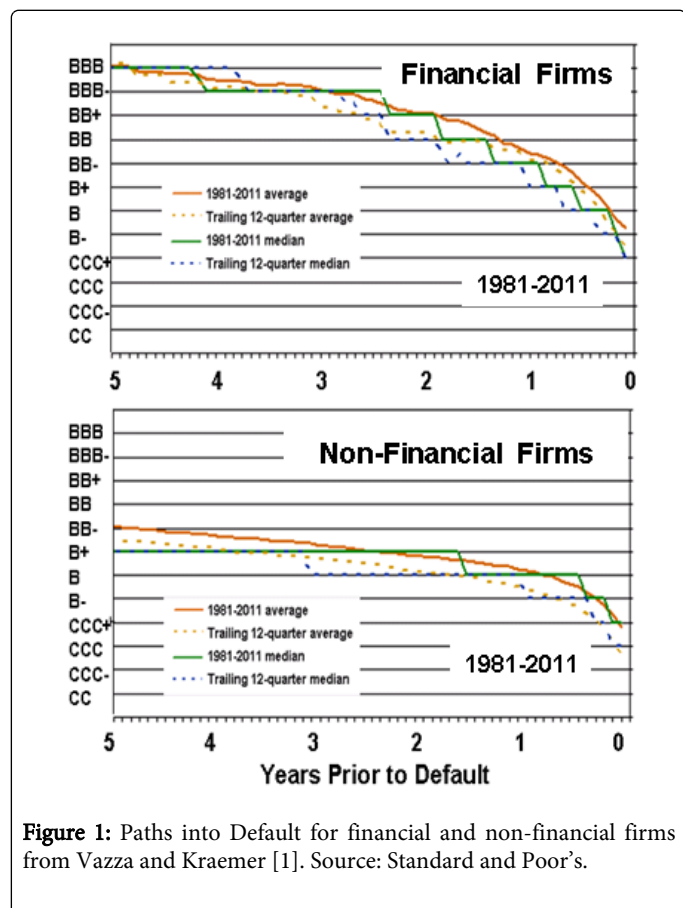 Financial Firms
BBB
BBB-
BB+
BB
BB-
B+
B
B-
CCC+
CCC
CCC-
CC
1981-2011 average
Trailing 12-quarter average
1981-2011 median
Trailing 12-quarter median
1981-2011
5 4 3 2 1 0
Non-Financial Firms
BBB
BBB-
BB+
BB
BB-
B+
B
B-
CCC+
CCC
CCC-
CC
1981-2011 average
Trailing 12-quarter average
1981-2011 median
Trailing 12-quarter median
1981-2011
5 4 3 2 1 0
Years Prior to Default
Figure 1: Paths into Default for financial and non-financial firms
from Vazza and Kraemer [1]. Source: Standard and Poor's.